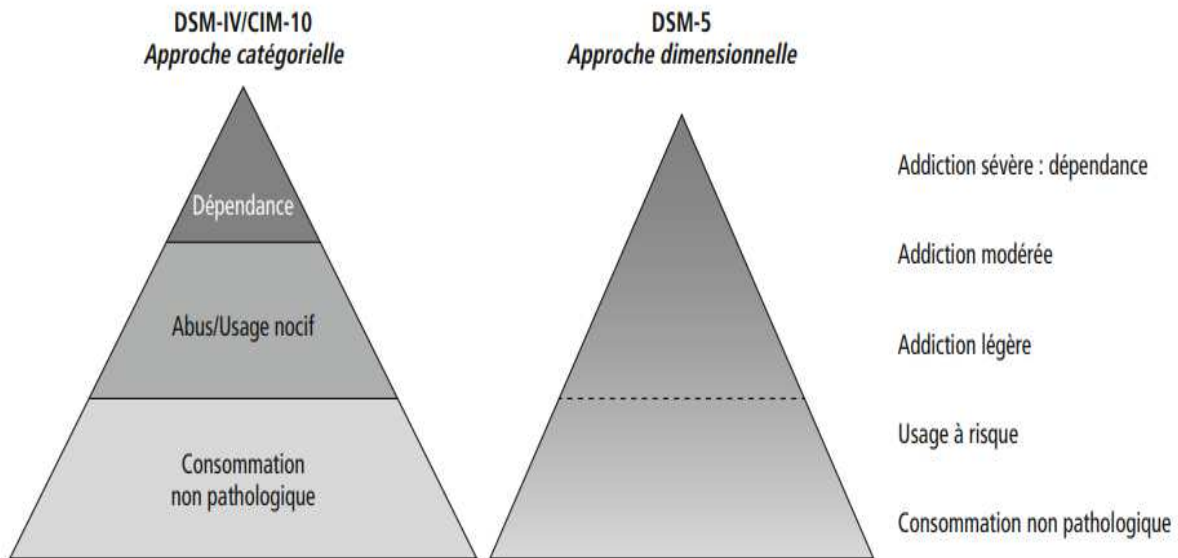 DSM-IV/CIM-10
Approche catégorielle
Dépendance
Abus/Usage nocif
Consommation
non pathologique
DSM-5
Approche dimensionnelle
Addiction sévère : dépendance
Addiction modérée
Addiction légère
Usage à risque
Consommation non pathologique